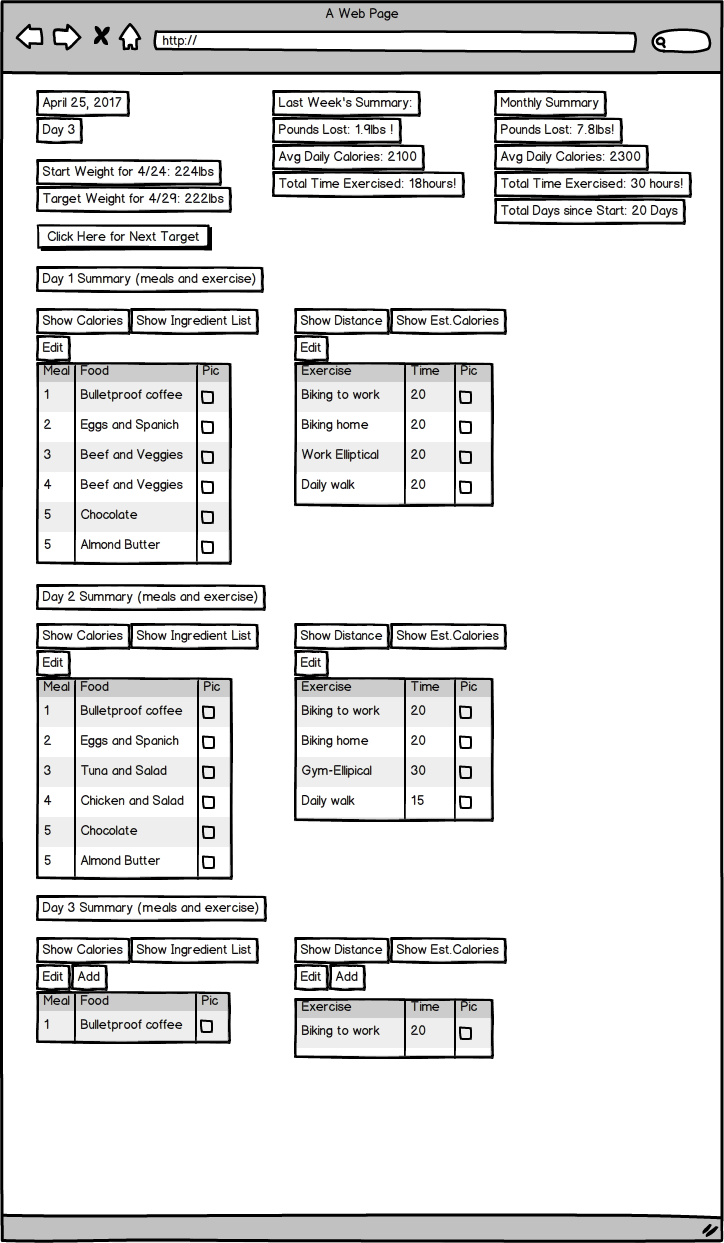 A Web Page
http://
April 25, 2017
Day 3
Start Weight for 4/24: 224lbs
Target Weight for 4/29: 222lbs
Click Here for Next Target
Last Week's Summary:
Pounds Lost: 1.9lbs !
Avg Daily Calories: 2100
Total Time Exercised: 18hours!
Monthly Summary
Pounds Lost: 7.8lbs!
Avg Daily Calories: 2300
Total Time Exercised: 30 hours!
Total Days since Start: 20 Days
Day 1 Summary (meals and exercise)
Show Calories Show Ingredient List
Edit
Meal Food Pic
1 Bulletproof coffee
2 Eggs and Spanich
3 Beef and Veggies
4 Beef and Veggies
5 Chocolate
5 Almond Butter
Show Distance Show Est.Calories
Edit
Exercise Time Pic
Biking to work 20
Biking home 20
Work Elliptical 20
Daily walk 20
Day 2 Summary (meals and exercise)
Show Calories Show Ingredient List
Edit
Meal Food Pic
1 Bulletproof coffee
2 Eggs and Spanich
3 Tuna and Salad
4 Chicken and Salad
5 Chocolate
5 Almond Butter
Show Distance Show Est.Calories
Edit
Exercise Time Pic
Biking to work 20
Biking home 20
Gym-Ellipical 30
Daily walk 15
Day 3 Summary (meals and exercise)
Show Calories Show Ingredient List
Edit Add
Meal Food Pic
1 Bulletproof coffee
Show Distance Show Est.Calories
Edit Add
Exercise Time Pic
Biking to work 20